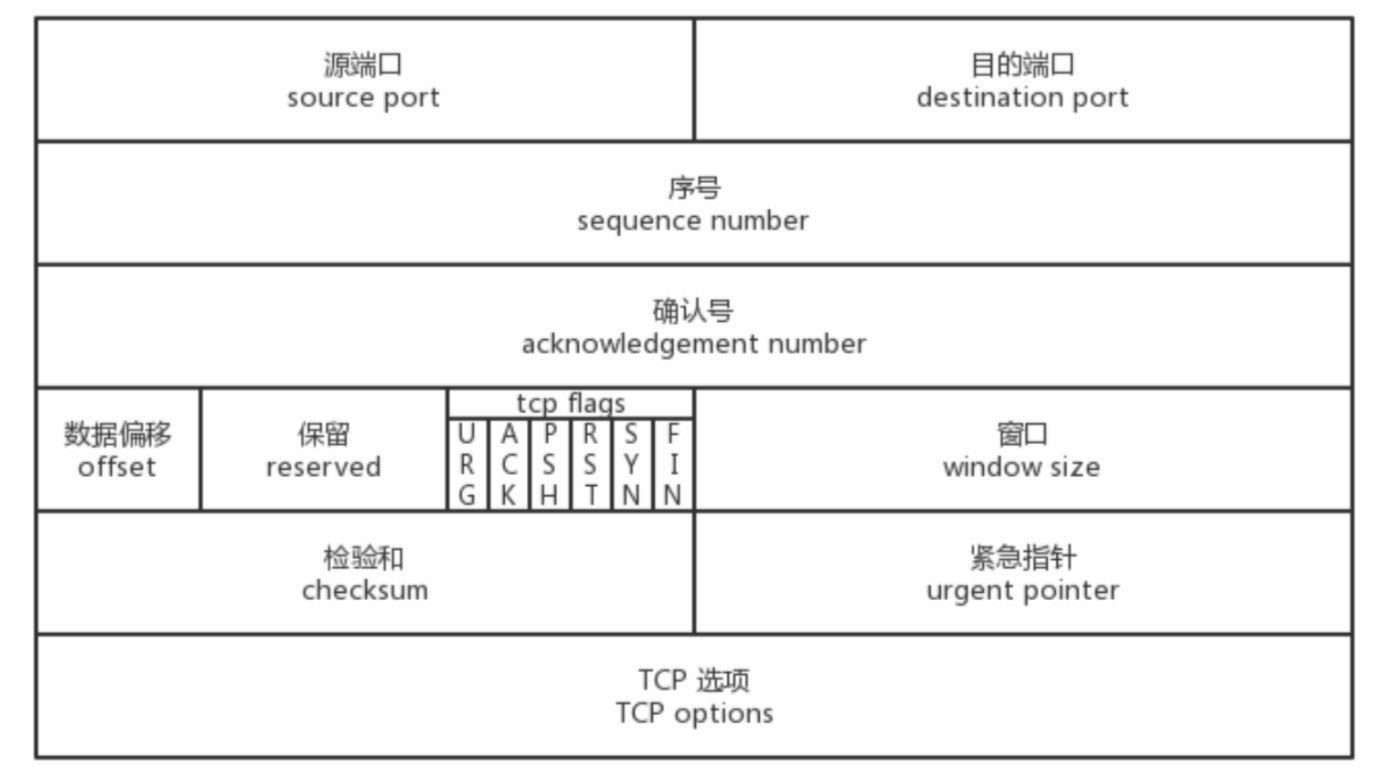 源端口
source port
目的端口
destination port
序号
sequence number
确认号
acknowledgement number
数据偏移
offset
保留
reserved
tcp flags
URG
ACK
PSH
RST
SYN
FIN
窗口
window size
检验和
checksum
紧急指针
urgent pointer
TCP 选项
TCP options